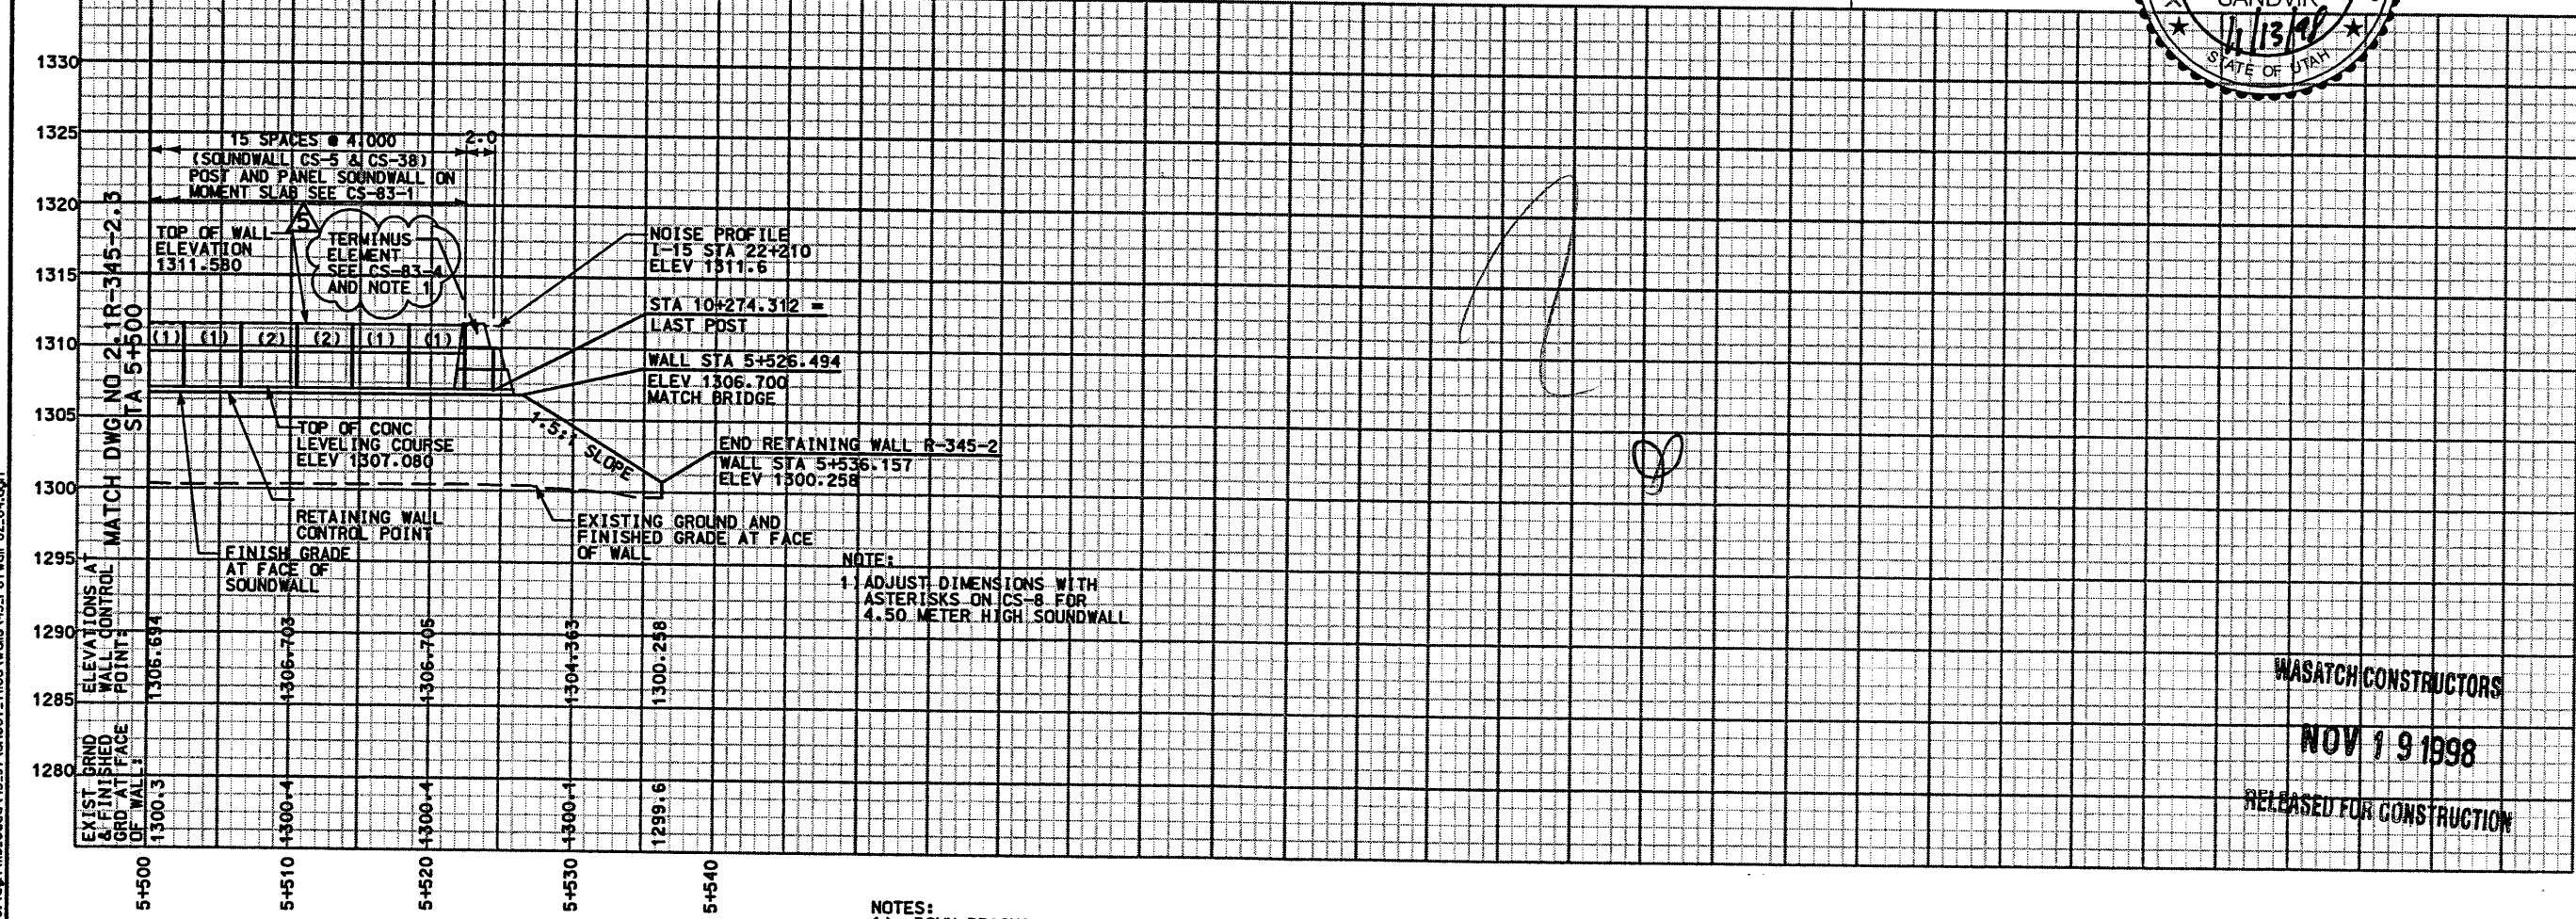 SANDVIK
11/13/98
STATE OF UTAH
1330
1325
1320
1315
1310
1305
1300
1295
1290
1285
1280
MATCH DWG NO 2.1R-345-2.3
STA 5+500
15 SPACES @ 4.000
2.0
(SOUNDWALL CS-5 & CS-38)
POST AND PANEL SOUNDWALL ON
MOMENT SLAB SEE CS-83-1
5
TOP OF WALL
ELEVATION
1311.580
TERMINUS
ELEMENT
SEE CS-83-4
AND NOTE 1
NOISE PROFILE
I-15 STA 22+210
ELEV 1311.6
STA 10+274.312 =
LAST POST
WALL STA 5+526.494
ELEV 1306.700
MATCH BRIDGE
(1) (1) (2) (2) (1) (1)
1.5:1 SLOPE
TOP OF CONC
LEVELING COURSE
ELEV 1307.080
END RETAINING WALL R-345-2
WALL STA 5+536.157
ELEV 1300.258
RETAINING WALL
CONTROL POINT
EXISTING GROUND AND
FINISHED GRADE AT FACE
OF WALL
FINISH GRADE
AT FACE OF
SOUNDWALL
NOTE:
1) ADJUST DIMENSIONS WITH
ASTERISKS ON CS-8 FOR
4.50 METER HIGH SOUNDWALL
ELEVATIONS AT
WALL CONTROL
POINT:
1306.694
1306.703
1306.705
1304.363
1300.258
EXIST GRND
& FINISHED
GRD AT FACE
OF WALL:
1300.3
1300.4
1300.4
1300.1
1299.6
5+500
5+510
5+520
5+530
5+540
WASATCH CONSTRUCTORS
NOV 19 1998
RELEASED FOR CONSTRUCTION
NOTES: